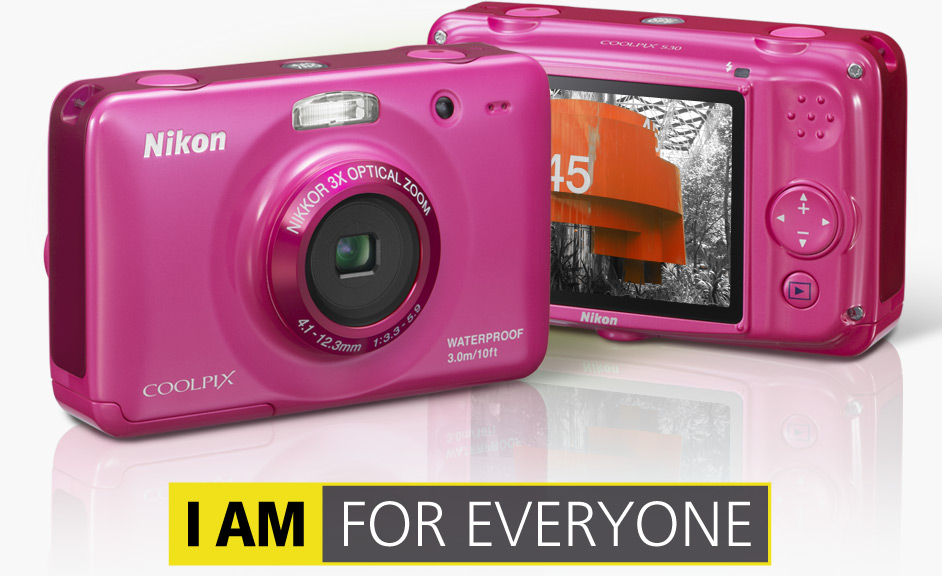 COOLPIX S30
Nikon
NIKKOR 3X OPTICAL ZOOM
45
4.1-12.3mm 1:3.3-5.9
Nikon
WATERPROOF
3.0m/10ft
COOLPIX
I AM FOR EVERYONE